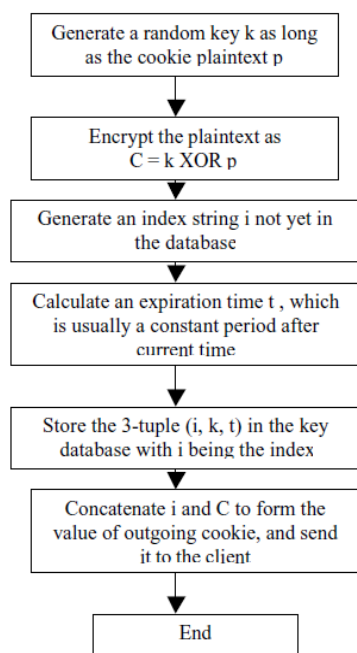 Generate a random key k as long
as the cookie plaintext p
Encrypt the plaintext as
C = k XOR p
Generate an index string i not yet in
the database
Calculate an expiration time t , which
is usually a constant period after
current time
Store the 3-tuple (i, k, t) in the key
database with i being the index
Concatenate i and C to form the
value of outgoing cookie, and send
it to the client
End